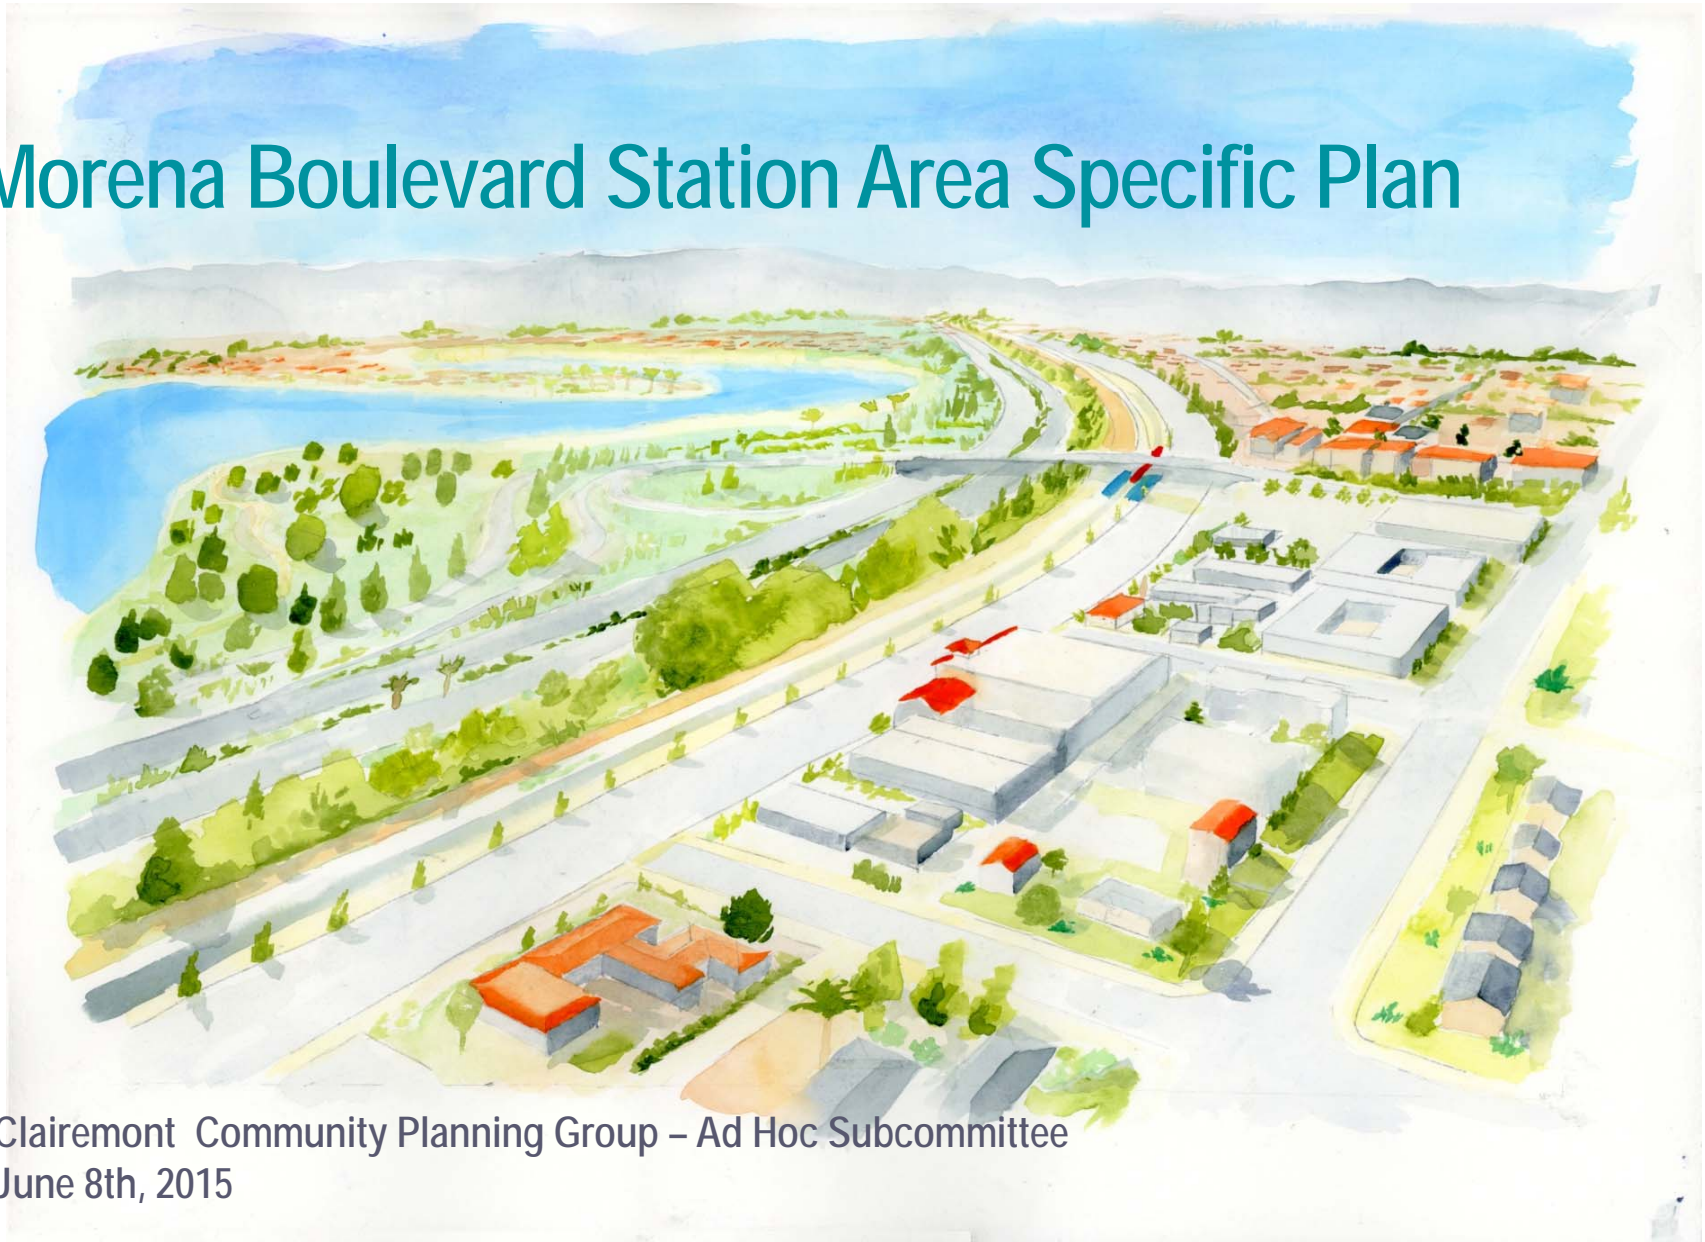 Morena Boulevard Station Area Specific Plan
Clairemont Community Planning Group – Ad Hoc Subcommittee
June 8th, 2015